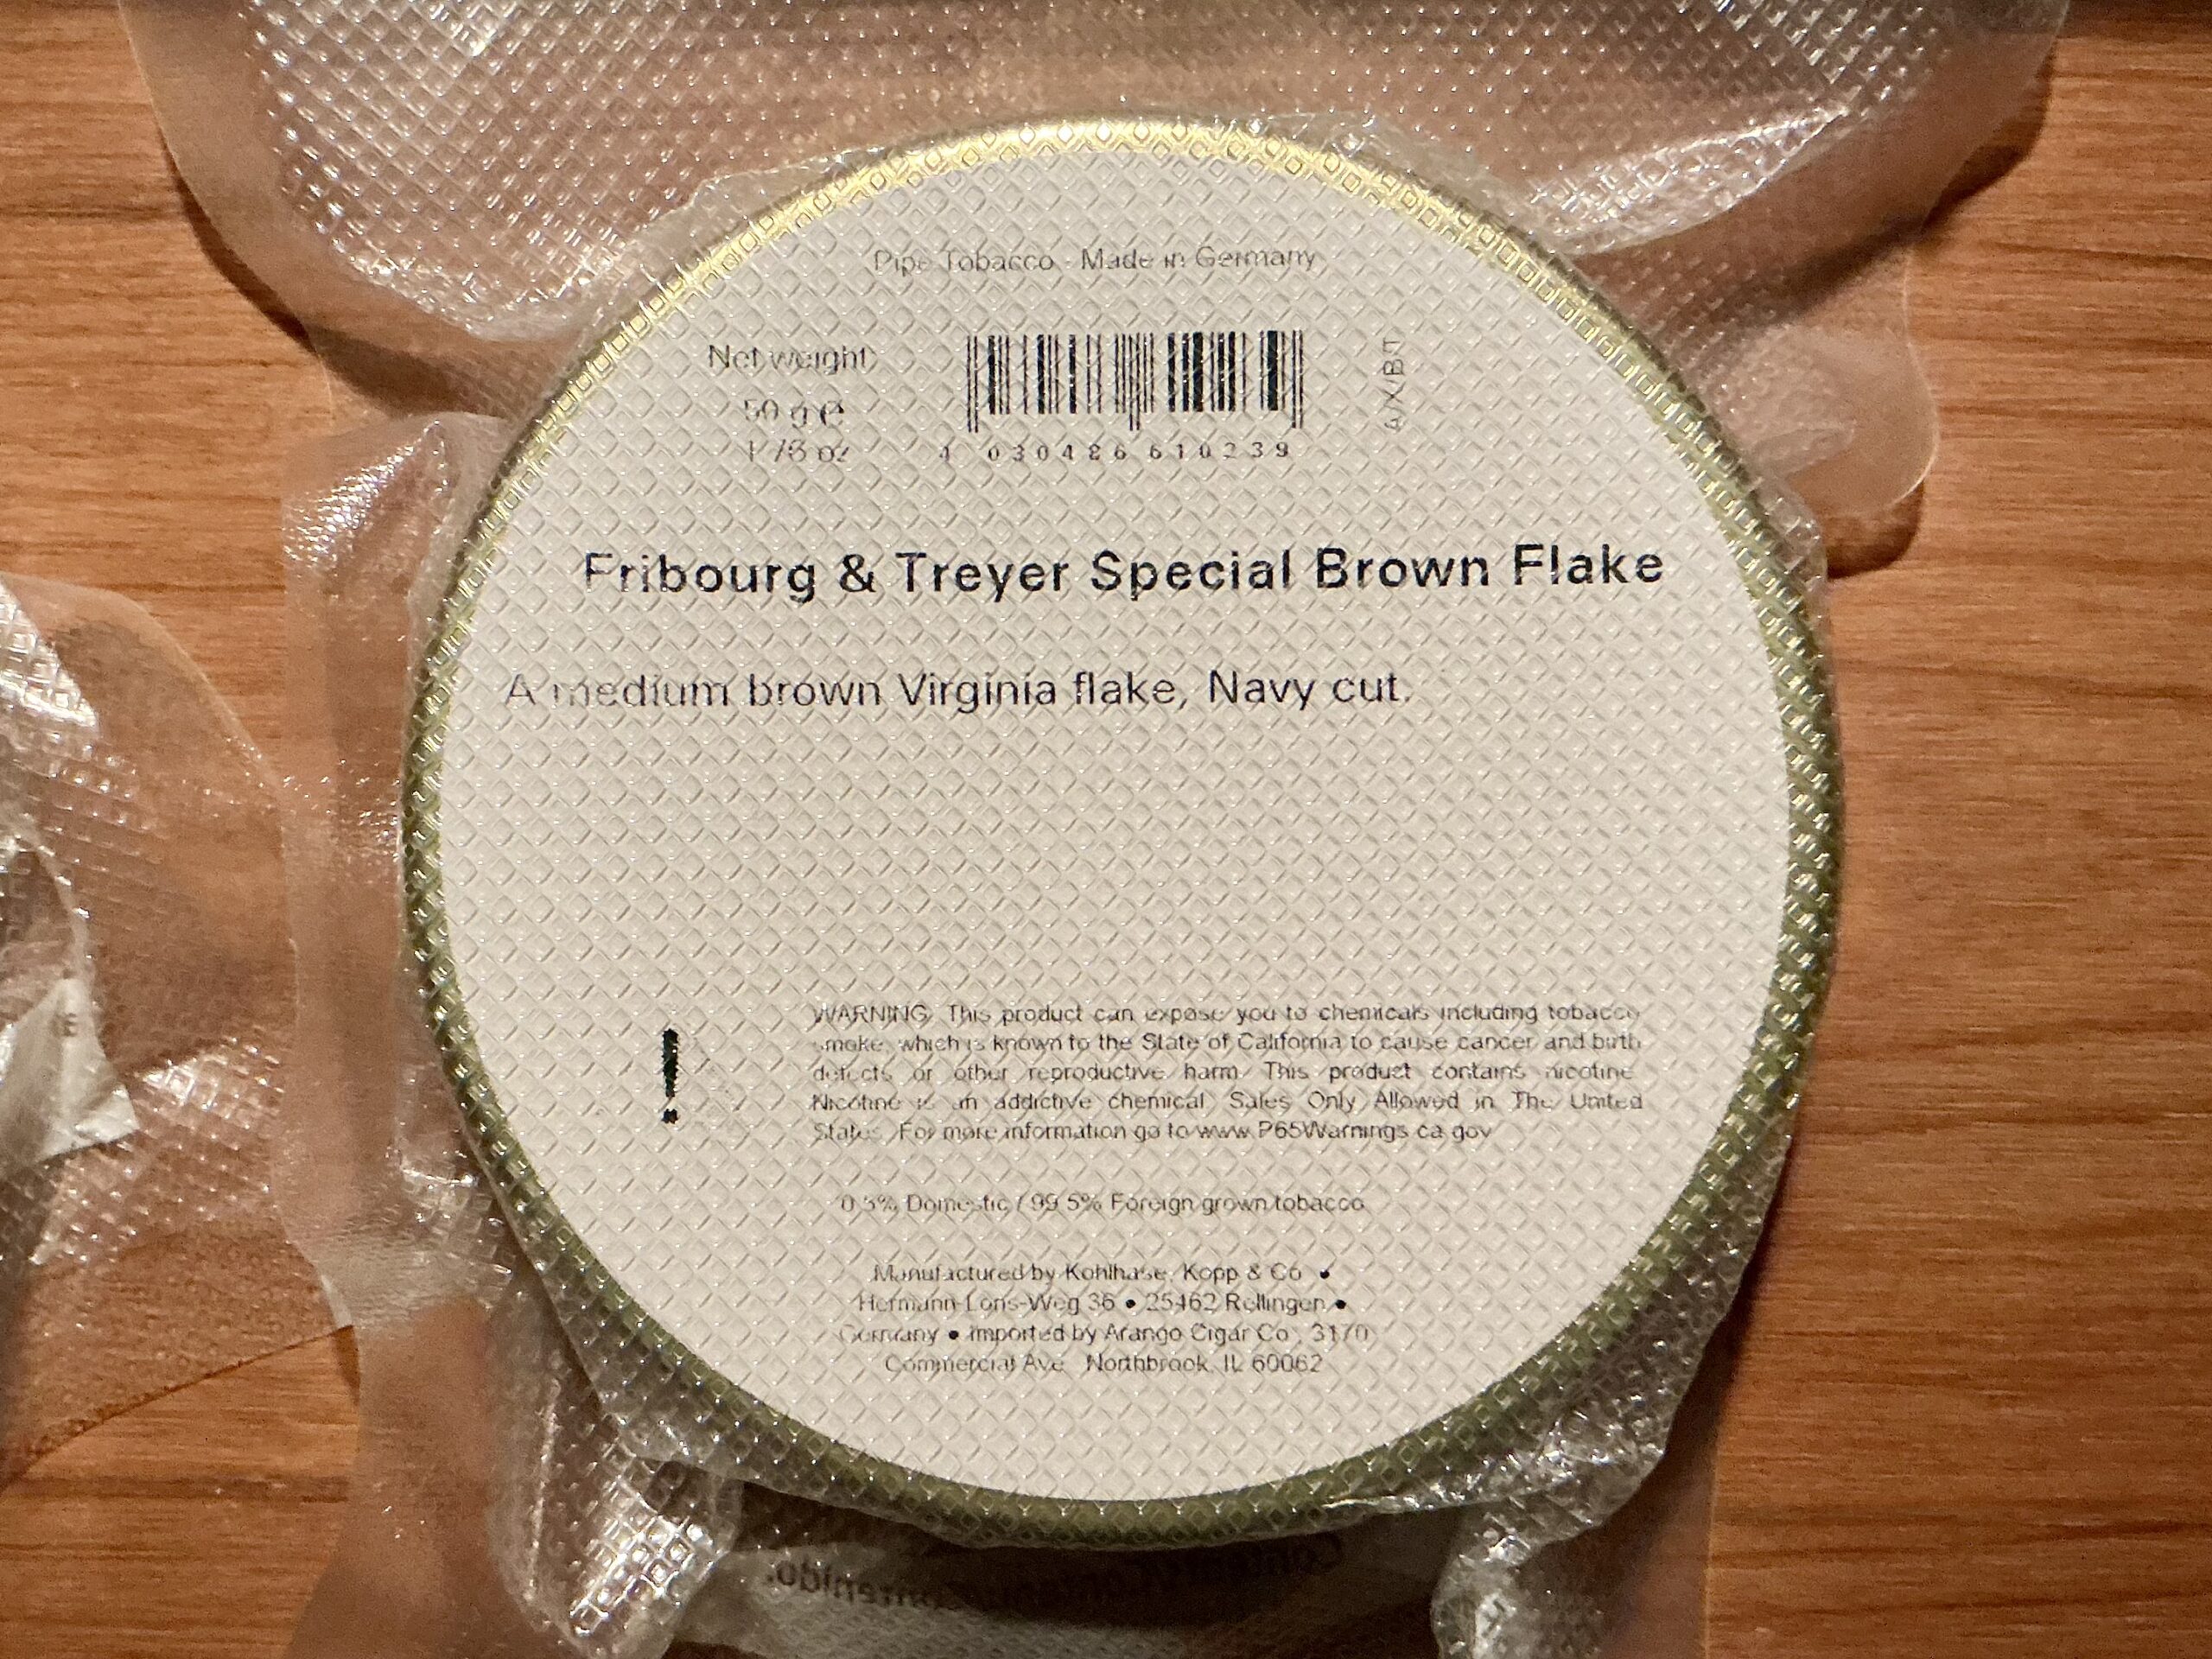 Pipe Tobacco - Made in Germany
Net weight
50 g e
1.76 oz
4 030486 610239
Fribourg & Treyer Special Brown Flake
A medium brown Virginia flake, Navy cut.
!
WARNING: This product can expose you to chemicals including tobacco
smoke, which is known to the State of California to cause cancer and birth
defects or other reproductive harm. This product contains nicotine.
Nicotine is an addictive chemical. Sales Only Allowed in The United
States. For more information go to www.P65Warnings.ca.gov
0.5% Domestic / 99.5% Foreign grown tobacco
Manufactured by Kohlhase, Kopp & Co. •
Hermann-Löns-Weg 36 • 25462 Rellingen •
Germany • imported by Arango Cigar Co., 3170
Commercial Ave. Northbrook, IL 60062
contenido.